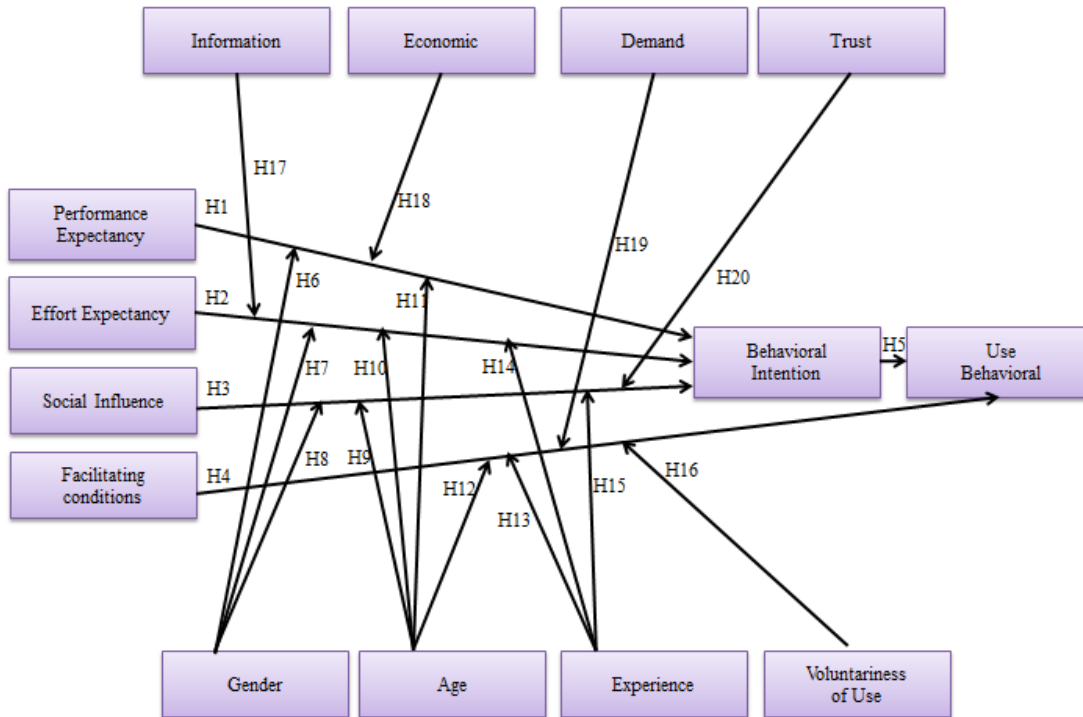 Information
Economic
Demand
Trust
H17
H18
H19
H20
Performance
Expectancy
H1
H6
H11
Effort Expectancy
H2
H7
H10
H14
Behavioral
Intention
H5
Use
Behavioral
Social Influence
H3
H8
H9
Facilitating
conditions
H4
H12
H13
H15
H16
Gender
Age
Experience
Voluntariness
of Use